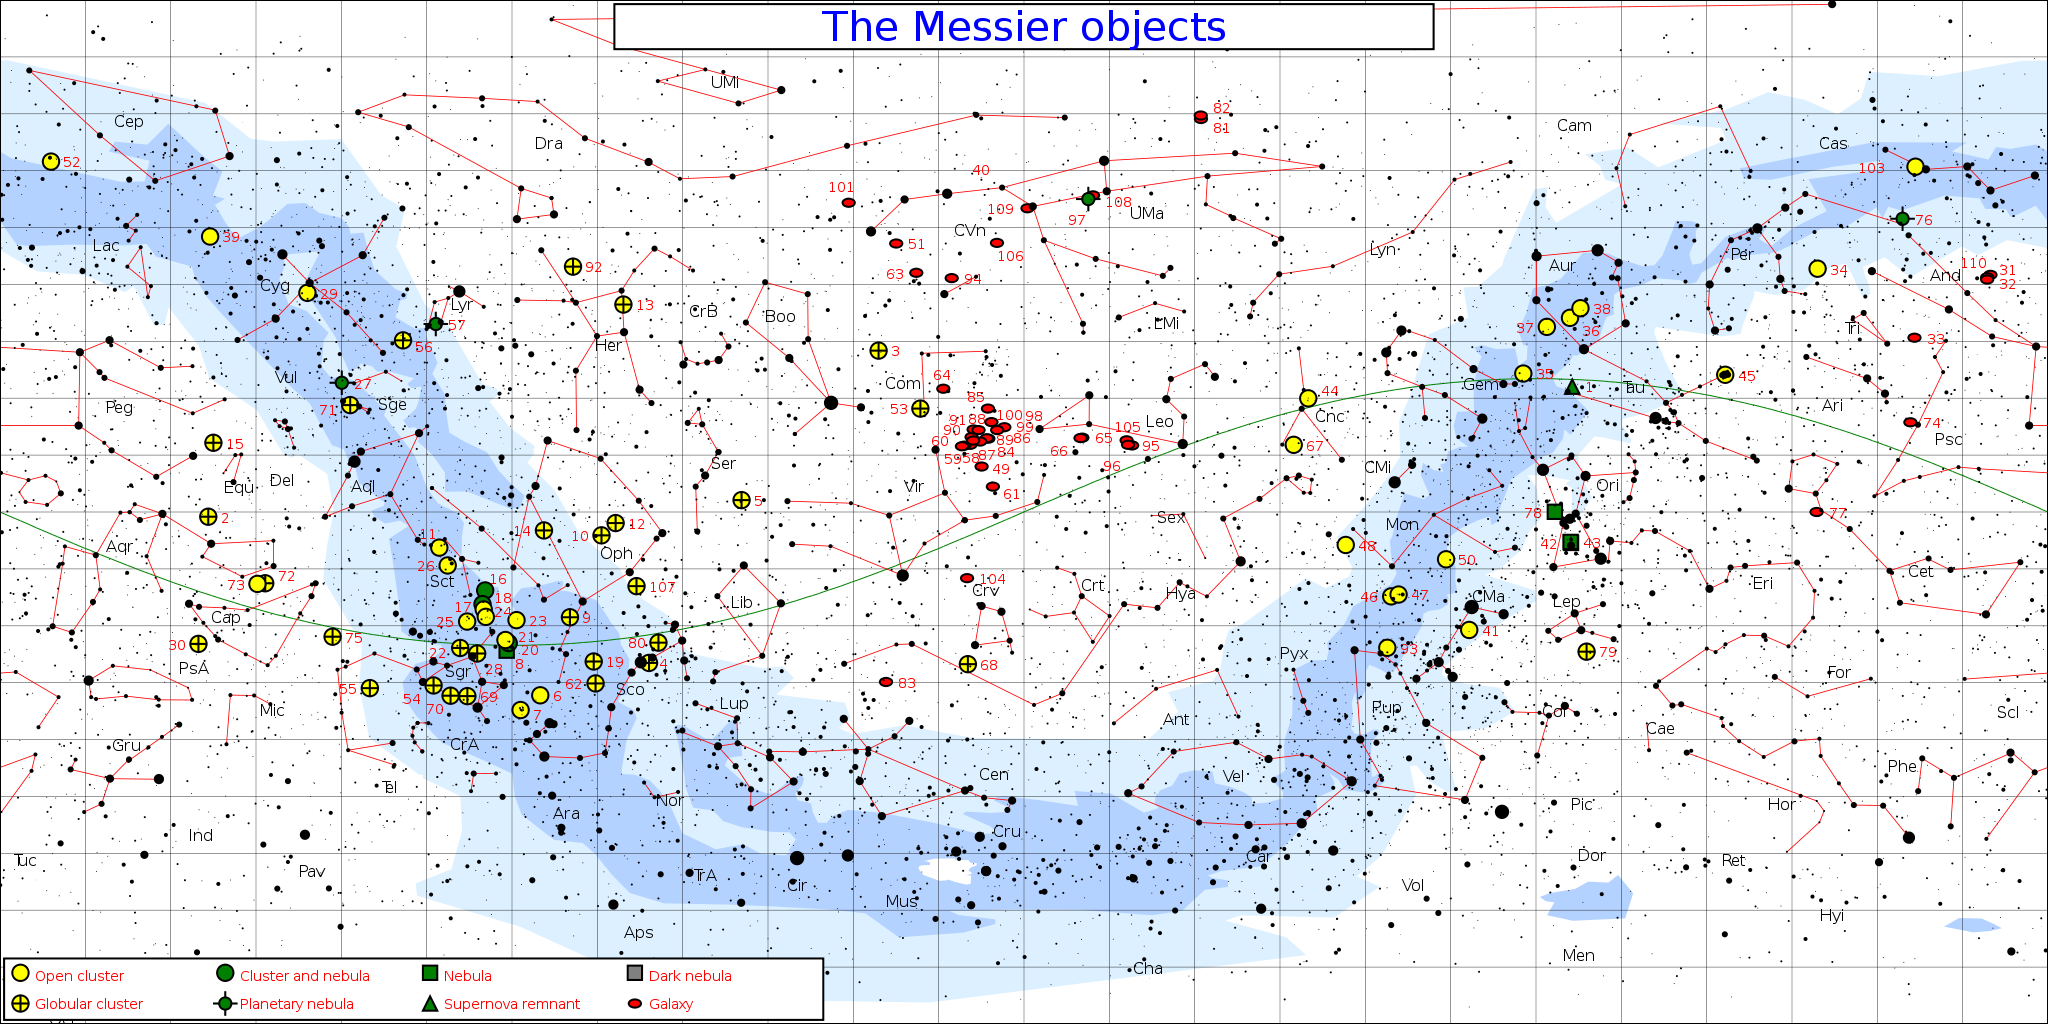 The Messier objects
UMi
82
81
Cep
Dra
Cam
Cas
52
40
103
101
108
109
97
UMa
76
39
CVn
Lac
51
106
Lyn
Per
63
94
92
Aur
34
And
110
31
32
Cyg
29
Lyr
13
57
CrB
Boo
LMi
38
37
36
Tri
33
56
Her
3
64
Com
Vul
27
Gem
35
Tau
45
44
Peg
71
Sge
53
85
Cnc
Ari
100
98
91
88
99
Leo
74
90
86
105
15
60
89
65
95
67
Psc
59
58
87
84
66
96
Ser
49
CMi
Equ
Del
Aql
Vir
61
Ori
2
5
14
12
10
Sex
78
77
Mon
11
Oph
48
42
43
Aqr
26
50
73
72
Sct
16
107
104
Crv
Crt
Hya
Cet
Eri
18
46
47
CMa
17
24
Lib
Lep
Cap
25
23
9
21
41
30
75
20
80
93
79
PsA
22
8
19
4
68
Pyx
28
Sgr
For
55
54
69
62
Sco
83
70
6
Lup
Pup
Mic
7
Ant
Col
Scl
Cae
Gru
CrA
Cen
Vel
Phe
Tel
Nor
Pic
Hor
Ara
Cru
Ind
Tuc
Car
Dor
Ret
Pav
TrA
Cir
Vol
Mus
Hyi
Aps
Men
Cha
Open cluster
Cluster and nebula
Nebula
Dark nebula
Globular cluster
Planetary nebula
Supernova remnant
Galaxy